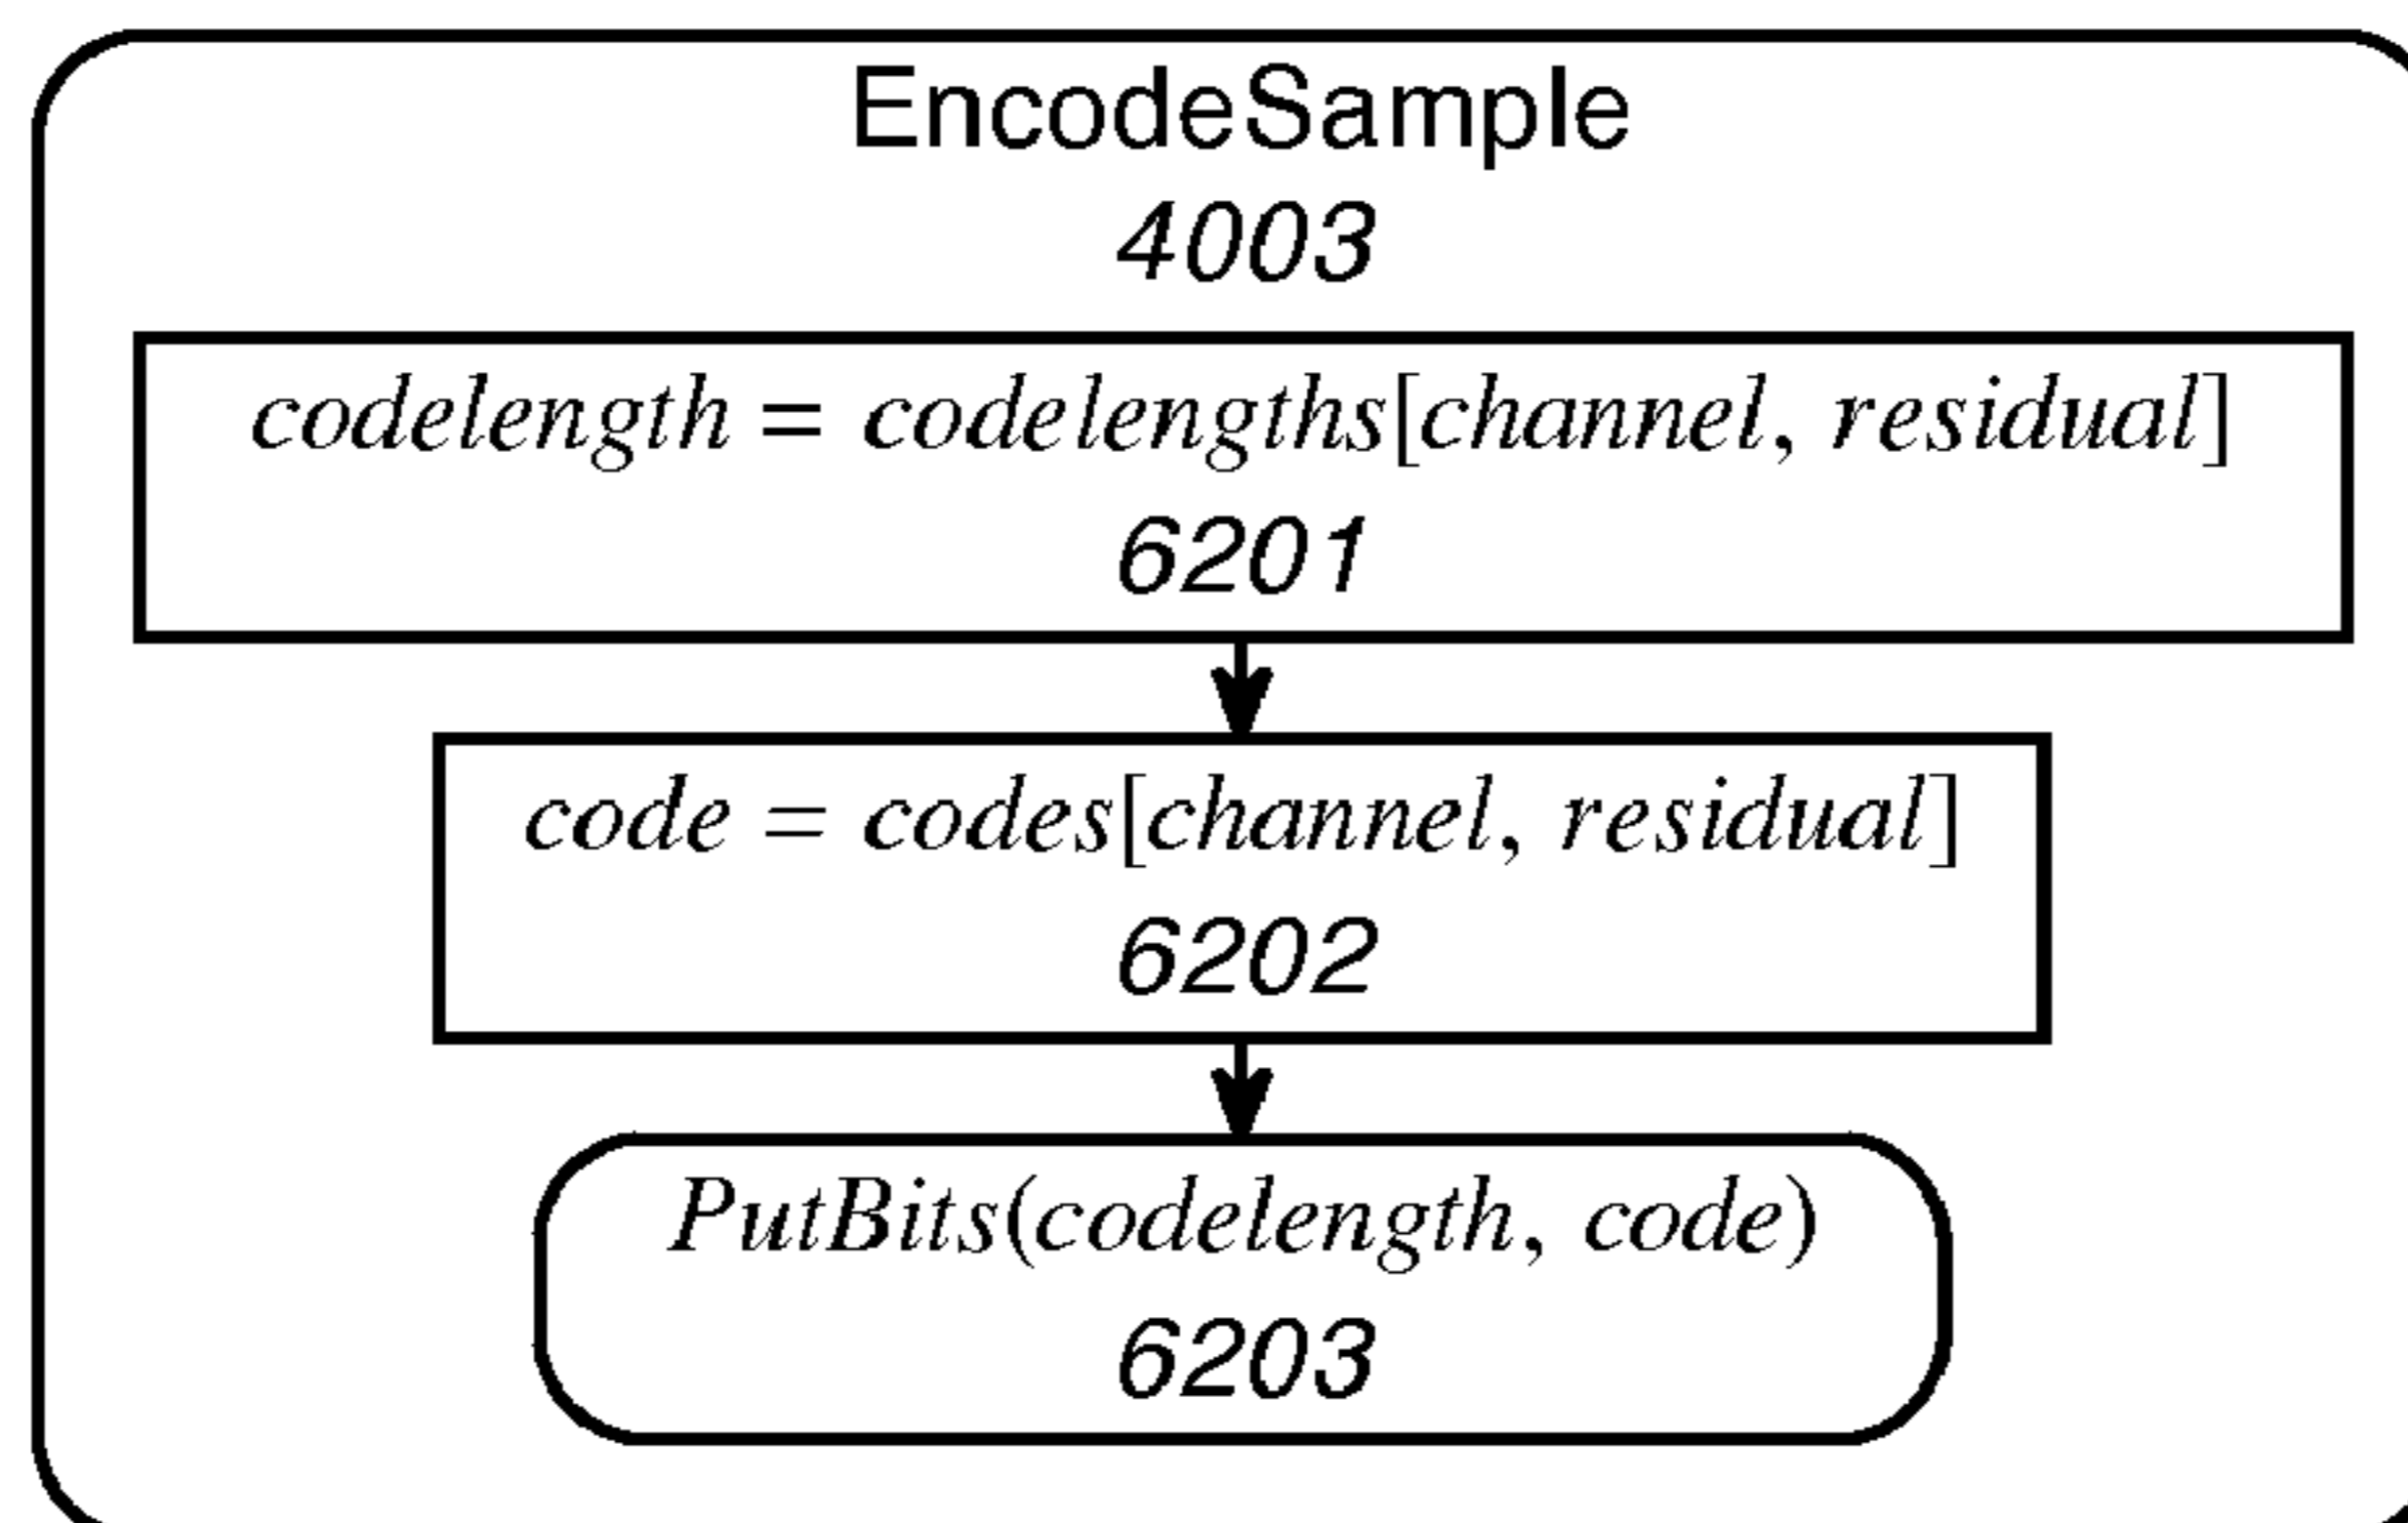 EncodeSample
4003
codelength = codelengths[channel, residual]
6201
code = codes[channel, residual]
6202
PutBits(codelength, code)
6203